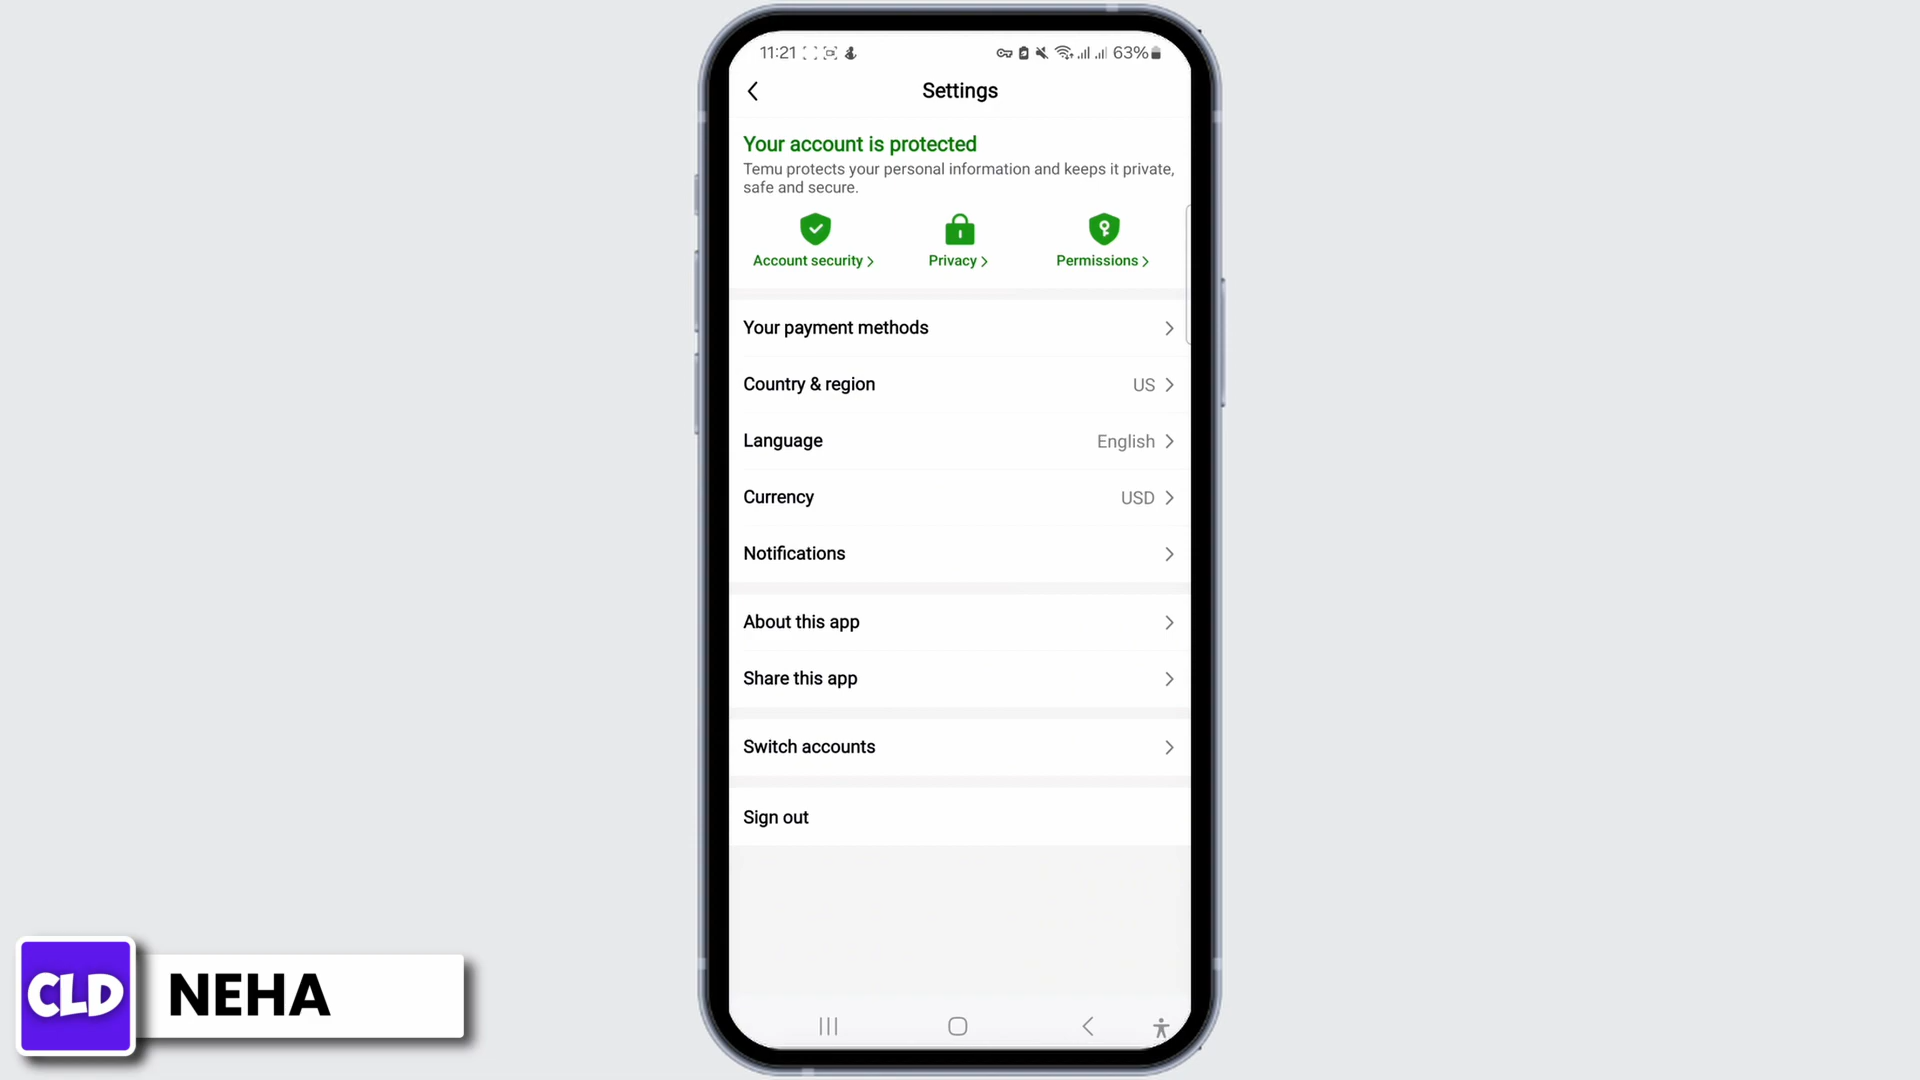 11:21
63%
Settings
Your account is protected
Temu protects your personal information and keeps it private,
safe and secure.
Account security
Privacy
Permissions
Your payment methods
Country & region US
Language English
Currency USD
Notifications
About this app
Share this app
Switch accounts
Sign out
CLD NEHA